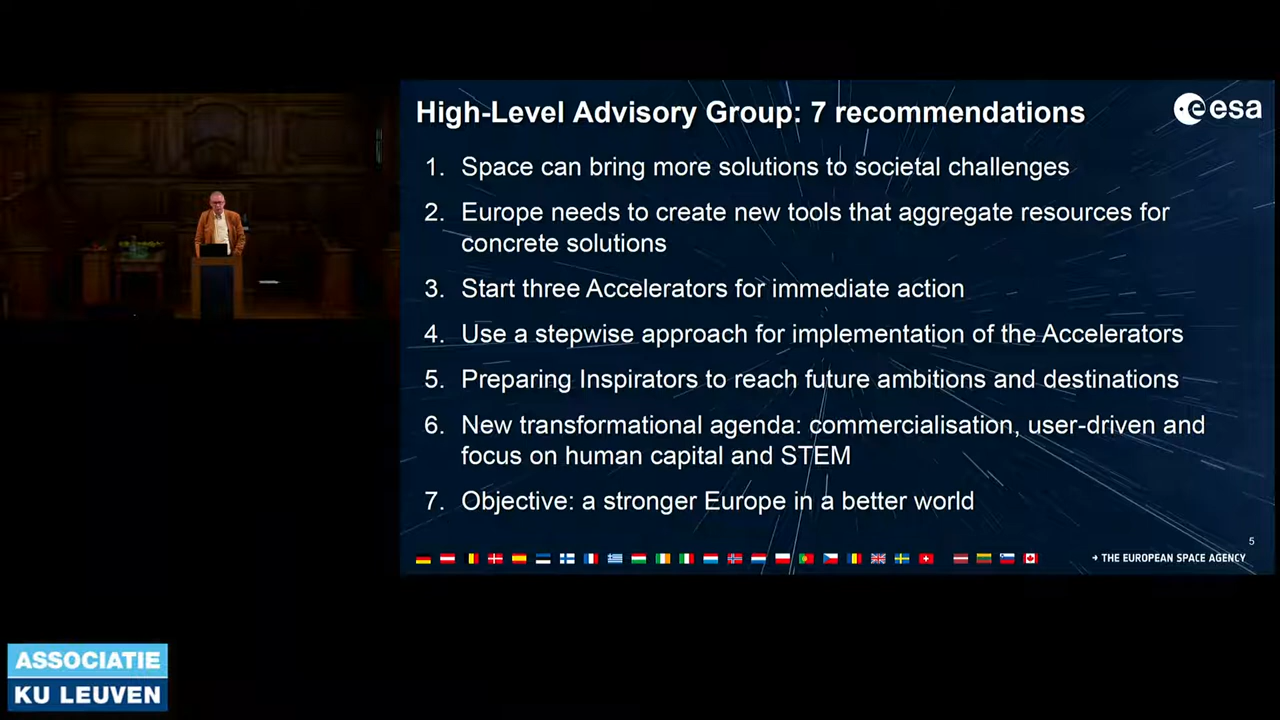 High-Level Advisory Group: 7 recommendations
esa
1. Space can bring more solutions to societal challenges
2. Europe needs to create new tools that aggregate resources for
concrete solutions
3. Start three Accelerators for immediate action
4. Use a stepwise approach for implementation of the Accelerators
5. Preparing Inspirators to reach future ambitions and destinations
6. New transformational agenda: commercialisation, user-driven and
focus on human capital and STEM
7. Objective: a stronger Europe in a better world
5
→ THE EUROPEAN SPACE AGENCY
ASSOCIATIE
KU LEUVEN